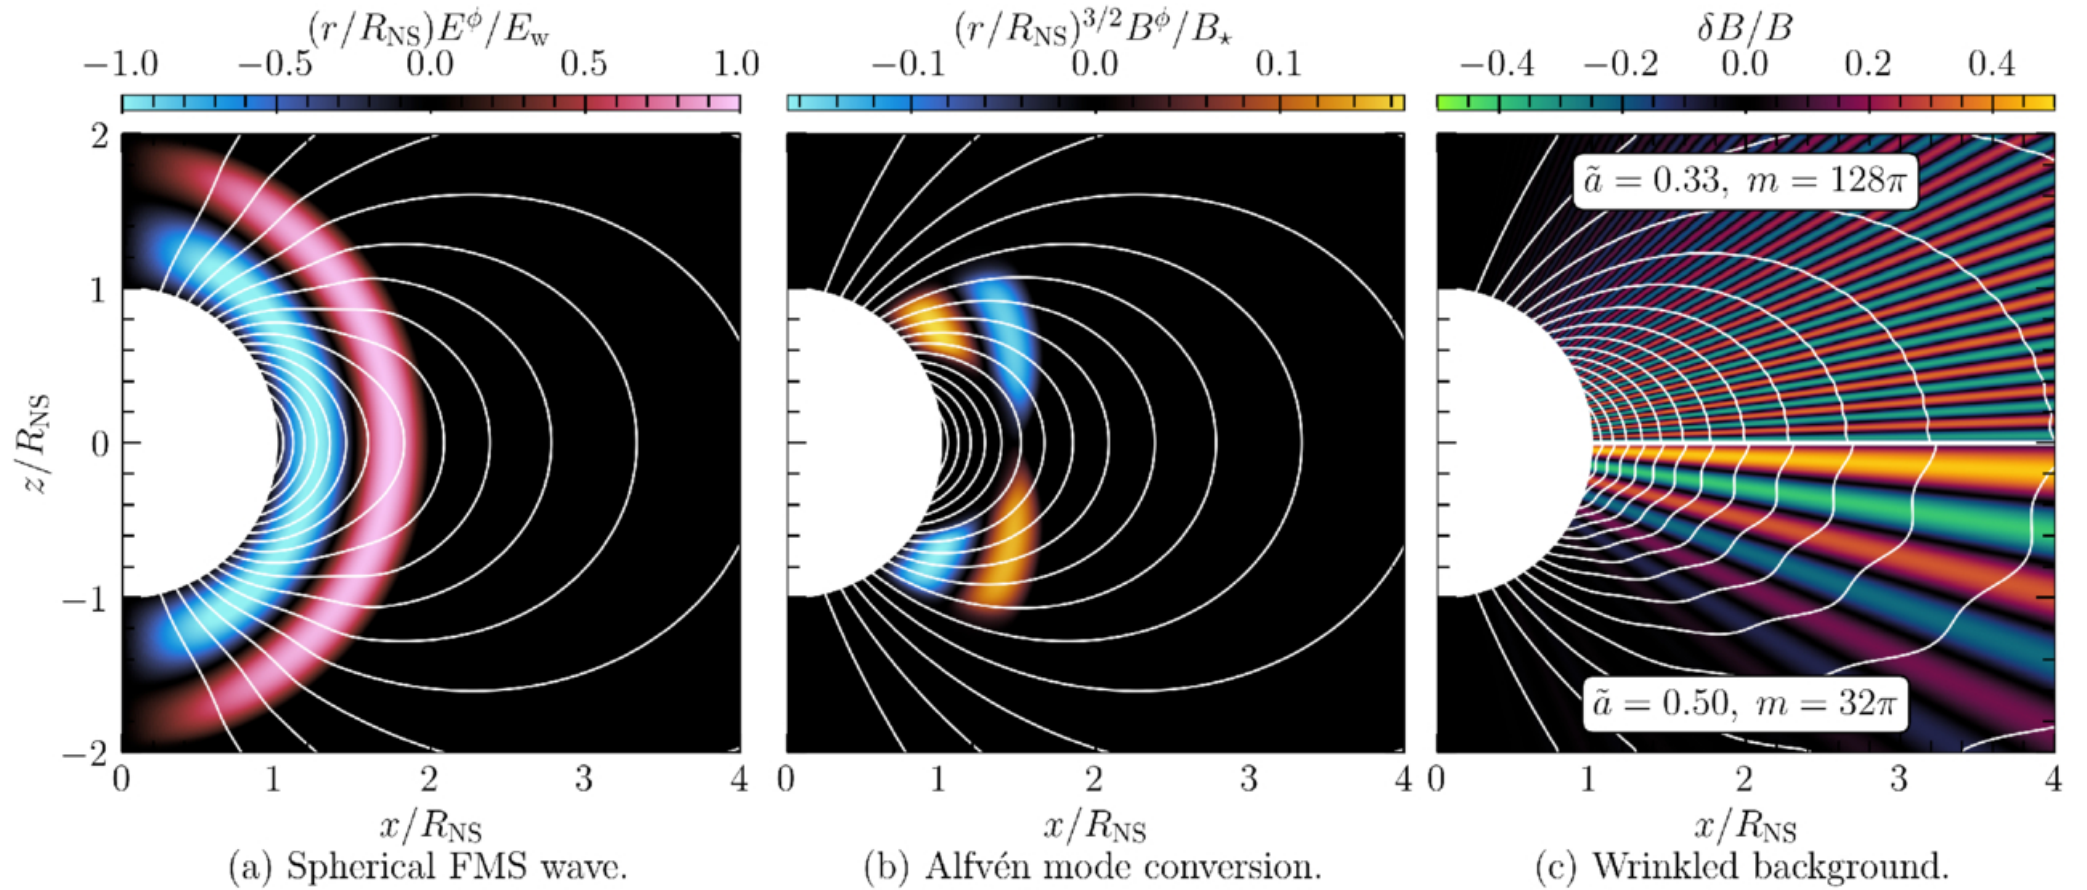 (r/R_NS)E^ϕ/E_w (r/R_NS)^{3/2}B^ϕ/B_⋆ δB/B
−1.0 −0.5 0.0 0.5 1.0 −0.1 0.0 0.1 −0.4 −0.2 0.0 0.2 0.4
2
1
0
−1
−2
z/R_NS
ã = 0.33, m = 128π
ã = 0.50, m = 32π
0 1 2 3 4 0 1 2 3 4 0 1 2 3 4
x/R_NS x/R_NS x/R_NS
(a) Spherical FMS wave. (b) Alfvén mode conversion. (c) Wrinkled background.